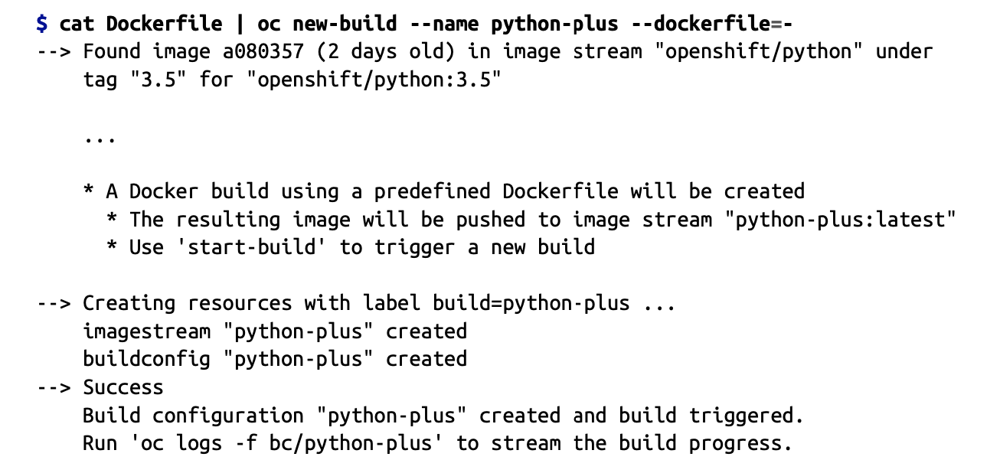 $ cat Dockerfile | oc new-build --name python-plus --dockerfile=-
--> Found image a080357 (2 days old) in image stream "openshift/python" under
    tag "3.5" for "openshift/python:3.5"

    ...

    * A Docker build using a predefined Dockerfile will be created
      * The resulting image will be pushed to image stream "python-plus:latest"
      * Use 'start-build' to trigger a new build

--> Creating resources with label build=python-plus ...
    imagestream "python-plus" created
    buildconfig "python-plus" created
--> Success
    Build configuration "python-plus" created and build triggered.
    Run 'oc logs -f bc/python-plus' to stream the build progress.